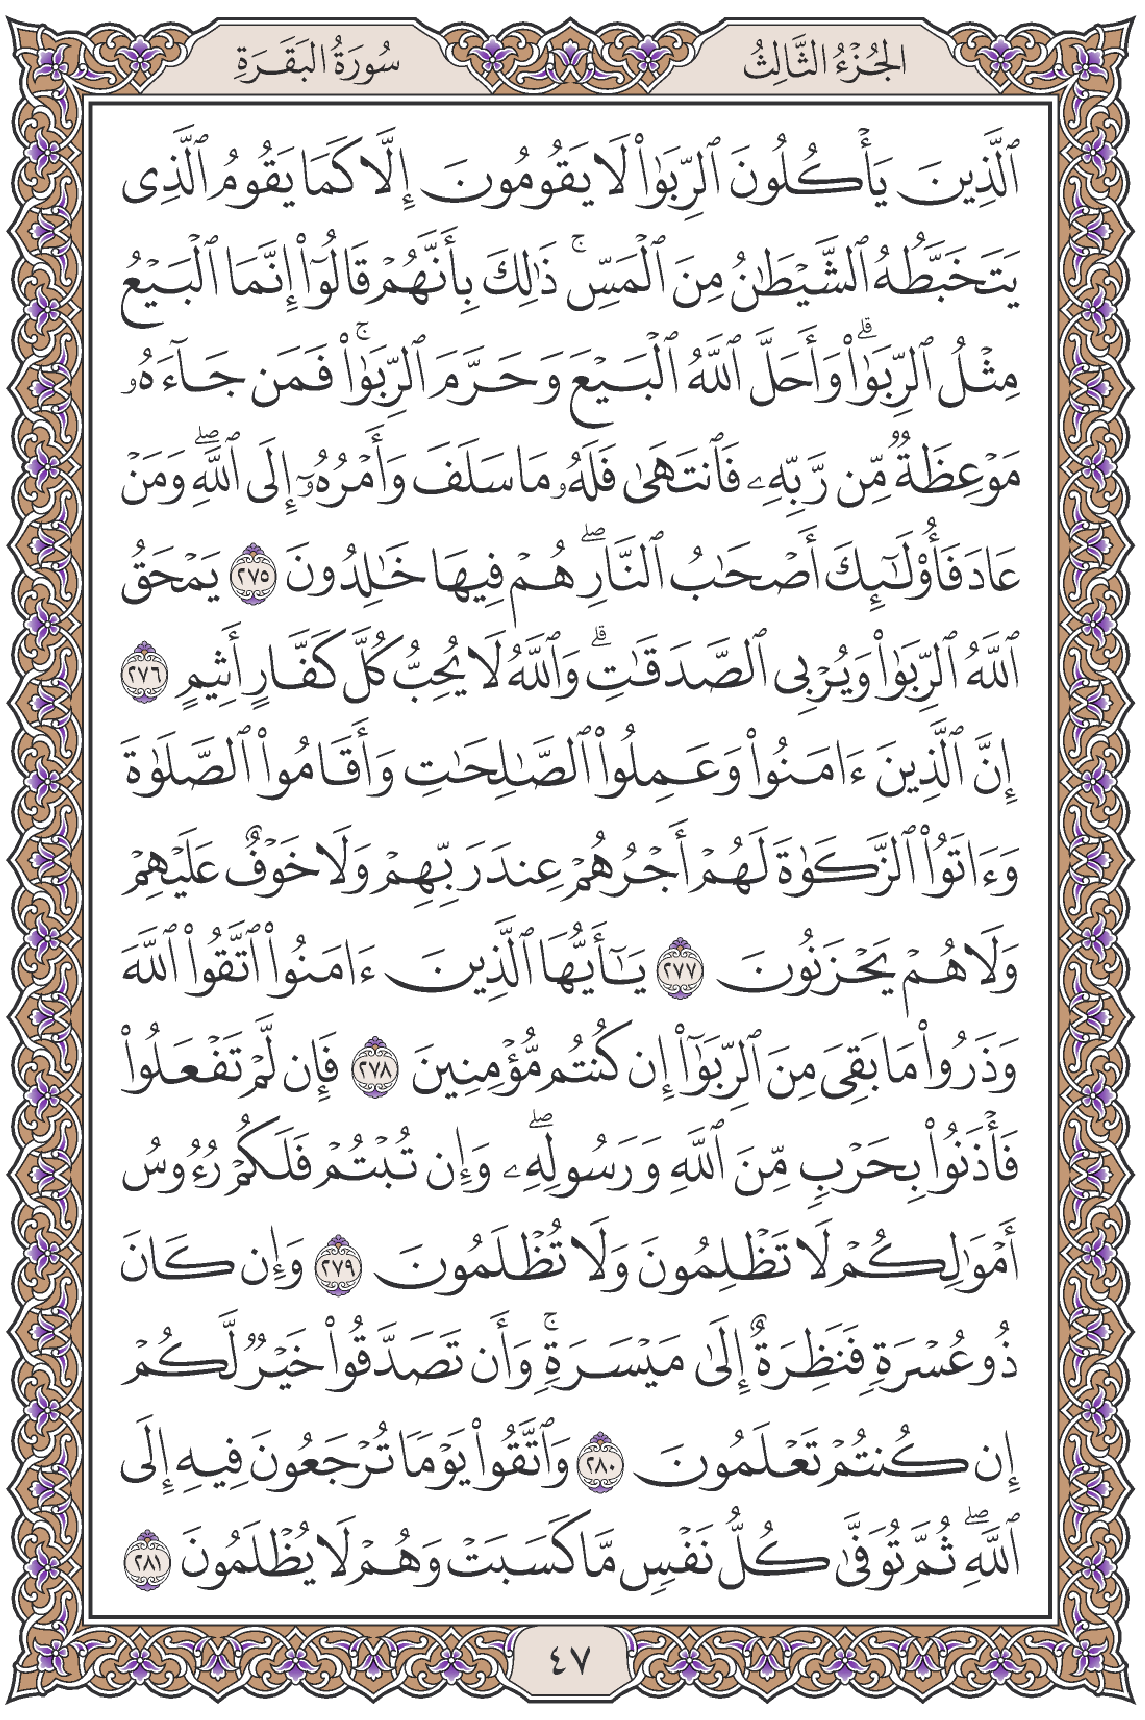 الجُزْءُ الثَّالِثُ
سُورَةُ البَقَرَةِ
ٱلَّذِينَ يَأۡكُلُونَ ٱلرِّبَوٰاْ لَا يَقُومُونَ إِلَّا كَمَا يَقُومُ ٱلَّذِى
يَتَخَبَّطُهُ ٱلشَّيۡطَٰنُ مِنَ ٱلۡمَسِّۚ ذَٰلِكَ بِأَنَّهُمۡ قَالُوٓاْ إِنَّمَا ٱلۡبَيۡعُ
مِثۡلُ ٱلرِّبَوٰاْۗ وَأَحَلَّ ٱللَّهُ ٱلۡبَيۡعَ وَحَرَّمَ ٱلرِّبَوٰاْۚ فَمَن جَآءَهُۥ
مَوۡعِظَةٞ مِّن رَّبِّهِۦ فَٱنتَهَىٰ فَلَهُۥ مَا سَلَفَ وَأَمۡرُهُۥٓ إِلَى ٱللَّهِۖ وَمَنۡ
عَادَ فَأُوْلَٰٓئِكَ أَصۡحَٰبُ ٱلنَّارِۖ هُمۡ فِيهَا خَٰلِدُونَ ٢٧٥ يَمۡحَقُ
ٱللَّهُ ٱلرِّبَوٰاْ وَيُرۡبِى ٱلصَّدَقَٰتِۗ وَٱللَّهُ لَا يُحِبُّ كُلَّ كَفَّارٍ أَثِيمٍ ٢٧٦
إِنَّ ٱلَّذِينَ ءَامَنُواْ وَعَمِلُواْ ٱلصَّٰلِحَٰتِ وَأَقَامُواْ ٱلصَّلَوٰةَ
وَءَاتَوُاْ ٱلزَّكَوٰةَ لَهُمۡ أَجۡرُهُمۡ عِندَ رَبِّهِمۡ وَلَا خَوۡفٌ عَلَيۡهِمۡ
وَلَا هُمۡ يَحۡزَنُونَ ٢٧٧ يَٰٓأَيُّهَا ٱلَّذِينَ ءَامَنُواْ ٱتَّقُواْ ٱللَّهَ
وَذَرُواْ مَا بَقِىَ مِنَ ٱلرِّبَوٰٓاْ إِن كُنتُم مُّؤۡمِنِينَ ٢٧٨ فَإِن لَّمۡ تَفۡعَلُواْ
فَأۡذَنُواْ بِحَرۡبٖ مِّنَ ٱللَّهِ وَرَسُولِهِۦۖ وَإِن تُبۡتُمۡ فَلَكُمۡ رُءُوسُ
أَمۡوَٰلِكُمۡ لَا تَظۡلِمُونَ وَلَا تُظۡلَمُونَ ٢٧٩ وَإِن كَانَ
ذُو عُسۡرَةٖ فَنَظِرَةٌ إِلَىٰ مَيۡسَرَةٖۚ وَأَن تَصَدَّقُواْ خَيۡرٞ لَّكُمۡ
إِن كُنتُمۡ تَعۡلَمُونَ ٢٨٠ وَٱتَّقُواْ يَوۡمٗا تُرۡجَعُونَ فِيهِ إِلَى
ٱللَّهِۖ ثُمَّ تُوَفَّىٰ كُلُّ نَفۡسٖ مَّا كَسَبَتۡ وَهُمۡ لَا يُظۡلَمُونَ ٢٨١
٤٧